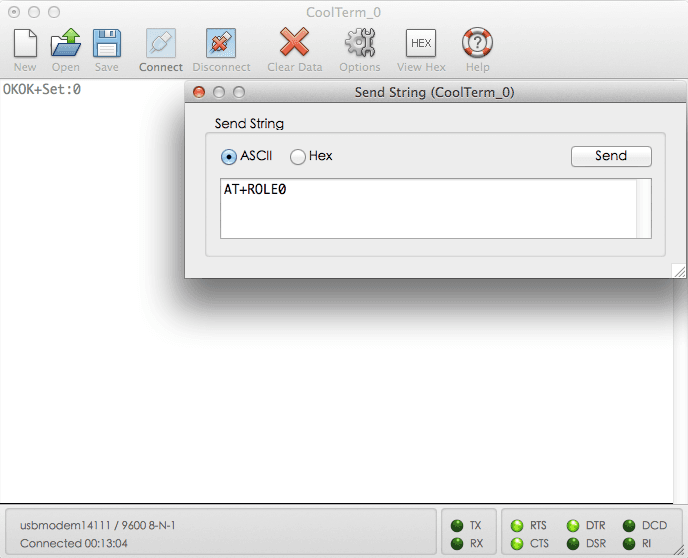 CoolTerm_0
New Open Save Connect Disconnect Clear Data Options HEX View Hex ? Help
OKOK+Set:0
Send String (CoolTerm_0)
Send String
ASCII Hex Send
AT+ROLE0
usbmodem14111 / 9600 8-N-1
Connected 00:13:04
TX RTS DTR DCD
RX CTS DSR RI